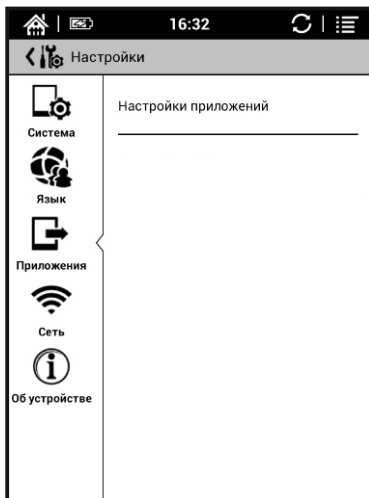 16:32
Настройки
Система
Настройки приложений
Язык
Приложения
Сеть
Об устройстве